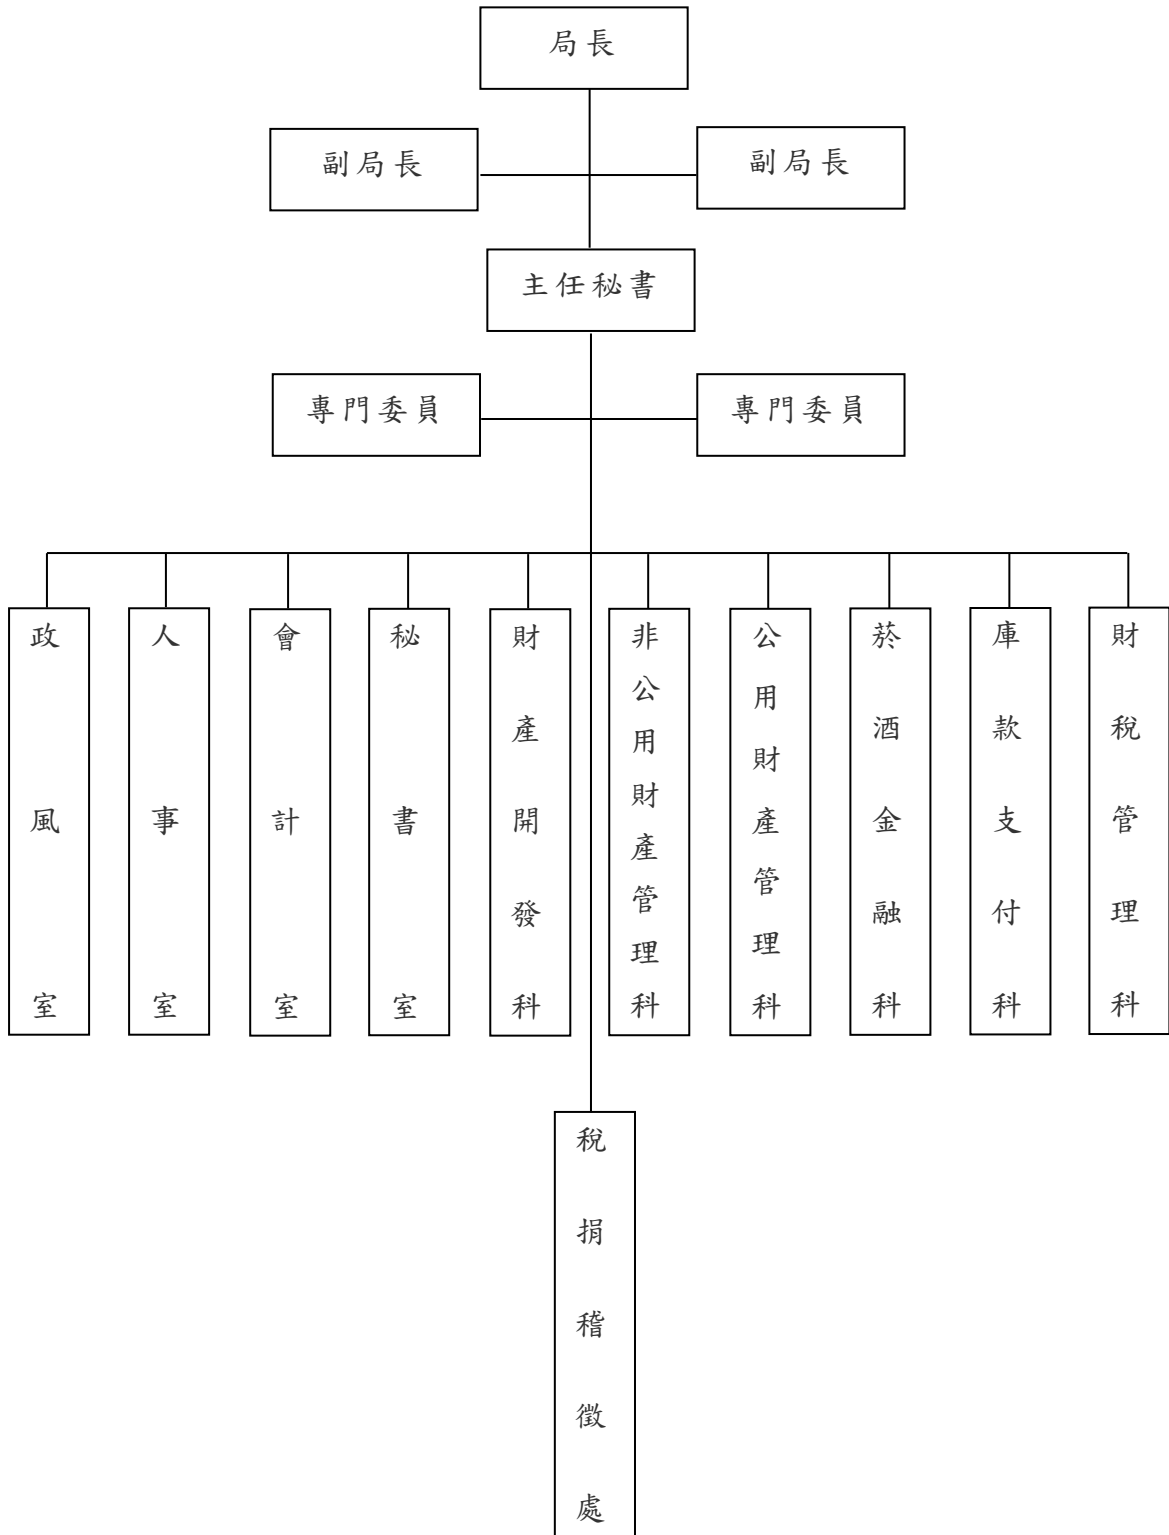 局長
副局長
副局長
主任秘書
專門委員
專門委員
政風室
人事室
會計室
秘書室
財產開發科
非公用財產管理科
公用財產管理科
菸酒金融科
庫款支付科
財稅管理科
稅捐稽徵處